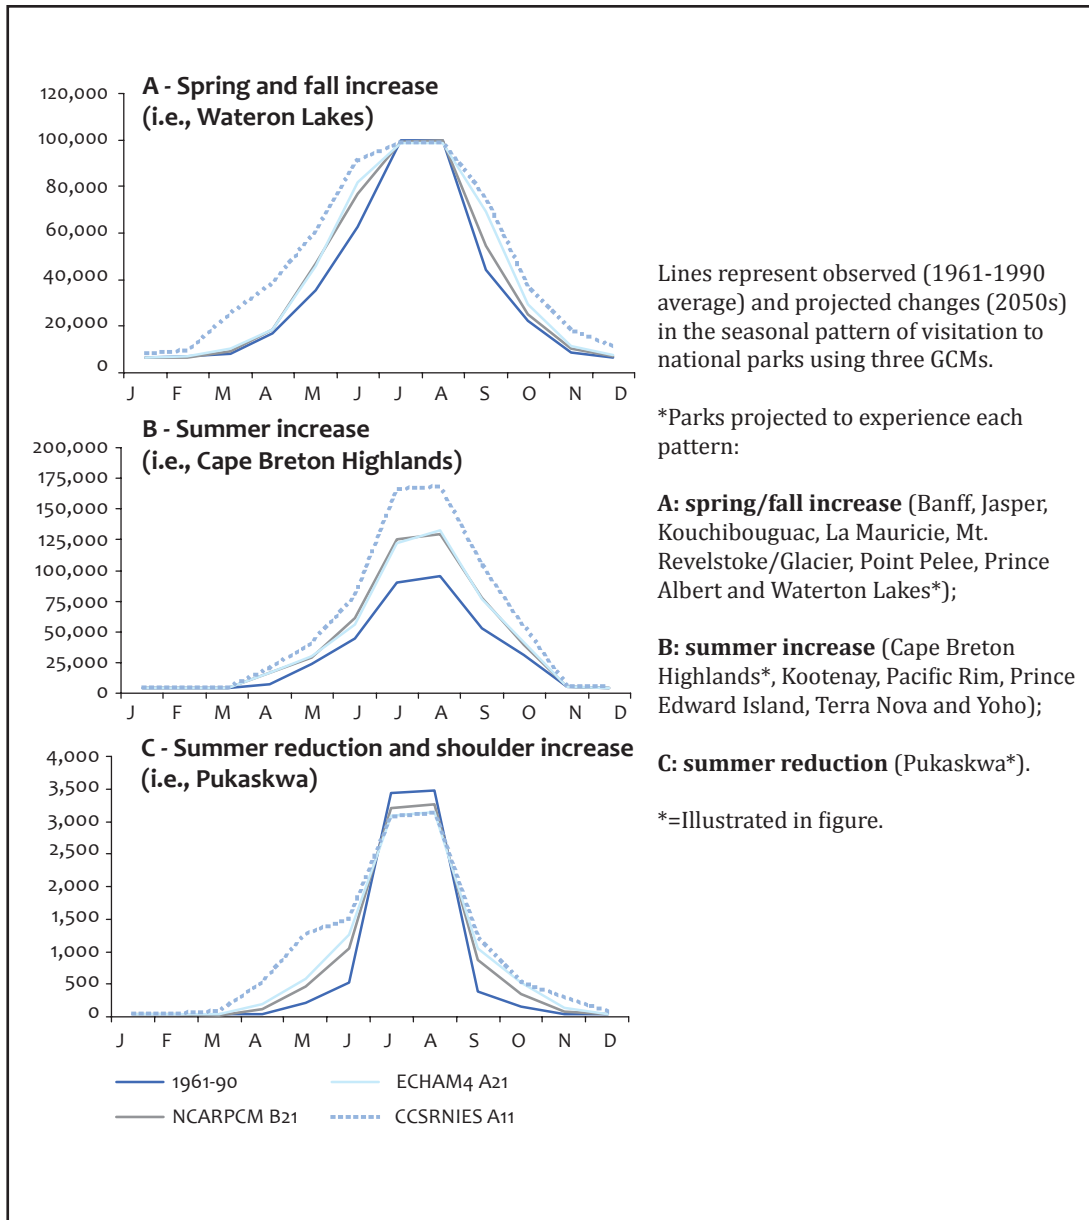 A - Spring and fall increase
(i.e., Wateron Lakes)
120,000
100,000
80,000
60,000
40,000
20,000
0
J F M A M J J A S O N D
B - Summer increase
(i.e., Cape Breton Highlands)
200,000
175,000
150,000
125,000
100,000
75,000
50,000
25,000
0
J F M A M J J A S O N D
C - Summer reduction and shoulder increase
(i.e., Pukaskwa)
4,000
3,500
3,000
2,500
2,000
1,500
1,000
500
0
J F M A M J J A S O N D
1961-90
ECHAM4 A21
NCARPCM B21
CCSRNIES A11
Lines represent observed (1961-1990
average) and projected changes (2050s)
in the seasonal pattern of visitation to
national parks using three GCMs.
*Parks projected to experience each
pattern:
A: spring/fall increase (Banff, Jasper,
Kouchibouguac, La Mauricie, Mt.
Revelstoke/Glacier, Point Pelee, Prince
Albert and Waterton Lakes*);
B: summer increase (Cape Breton
Highlands*, Kootenay, Pacific Rim, Prince
Edward Island, Terra Nova and Yoho);
C: summer reduction (Pukaskwa*).
*=Illustrated in figure.